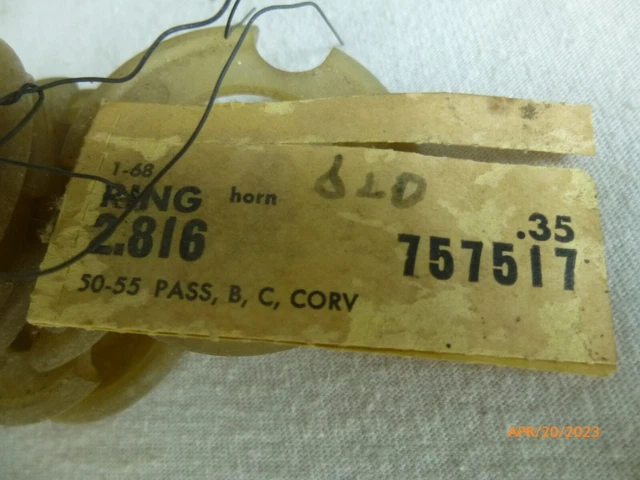 1-68
RING horn
2.816
.35
757517
50-55 PASS, B, C, CORV
APR/20/2023